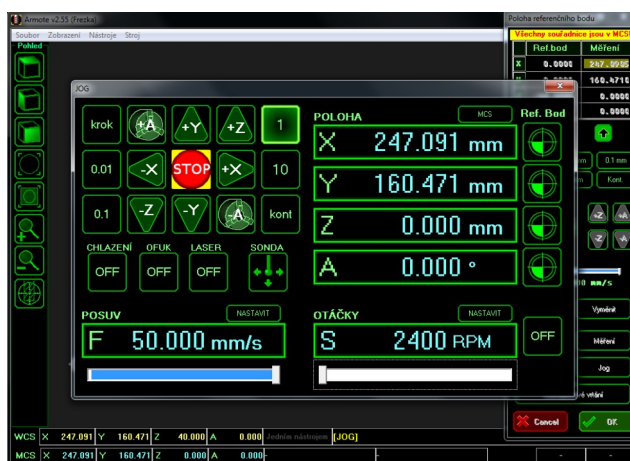 Armote v2.55 (Frezka)
Soubor Zobrazení Nástroje Stroj
Pohled
Poloha referenčního bodu
Všechny souřadnice jsou v MCS
Ref.bod Měření
X 0.0000 247.0905
0.0000 160.4710
0.0000
0.0000
0.1 mm
Kont.
+Z +A
-Z -A
mm/s
Vyměnit
Měření
Jog
vrtání
Cancel OK
JOG
krok +A +Y +Z 1
0.01 -X STOP +X 10
0.1 -Z -Y -A kont
CHLAZENÍ OFUK LASER SONDA
OFF OFF OFF
POLOHA MCS Ref. Bod
X 247.091 mm
Y 160.471 mm
Z 0.000 mm
A 0.000 °
POSUV NASTAVIT
F 50.000 mm/s
OTÁČKY NASTAVIT
S 2400 RPM OFF
WCS X 247.091 Y 160.471 Z 40.000 A 0.000 Jedním nástrojem [JOG]
MCS X 247.091 Y 160.471 Z 0.000 A 0.000 - - - -